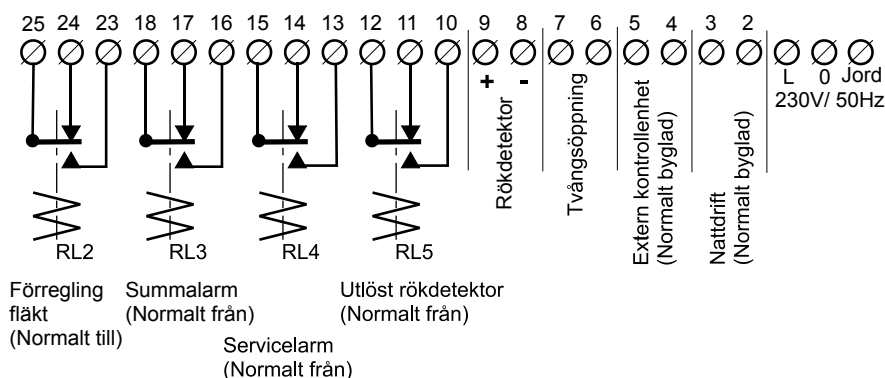 25 24 23 18 17 16 15 14 13 12 11 10 9 8 7 6 5 4 3 2
+ -
L 0 Jord
230V/ 50Hz
Rökdetektor
Tvångsöppning
Extern kontrollenhet
(Normalt byglad)
Nattdrift
(Normalt byglad)
RL2 RL3 RL4 RL5
Förregling
fläkt
(Normalt till)
Summalarm
(Normalt från)
Servicelarm
(Normalt från)
Utlöst rökdetektor
(Normalt från)